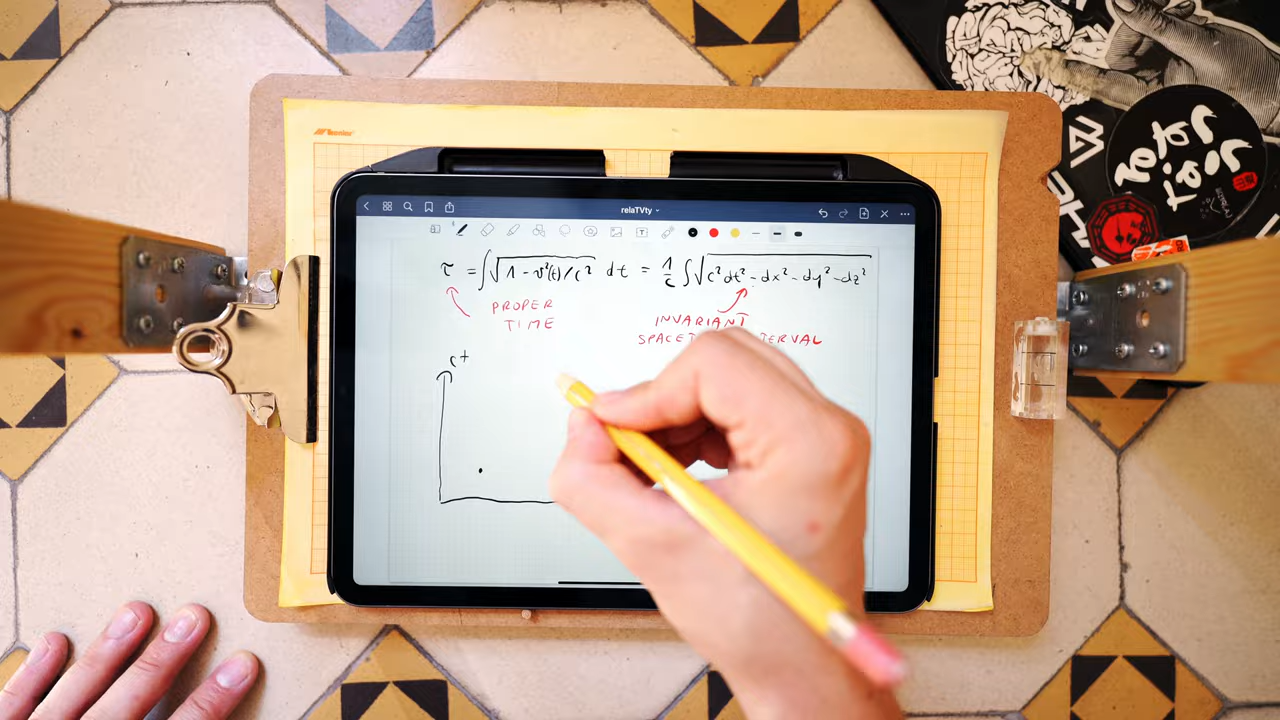 relaTVty
τ = ∫√(1 - v²(t)/c²) dt = 1/c ∫√(c²dt² - dx² - dy² - dz²)
PROPER
TIME
INVARIANT
ct